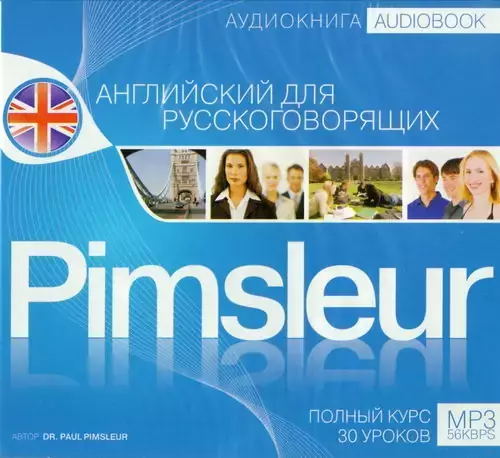 АУДИОКНИГА AUDIOBOOK
АНГЛИЙСКИЙ ДЛЯ
РУССКОГОВОРЯЩИХ
Pimsleur
АВТОР DR. PAUL PIMSLEUR
ПОЛНЫЙ КУРС
30 УРОКОВ
MP3
56KBPS